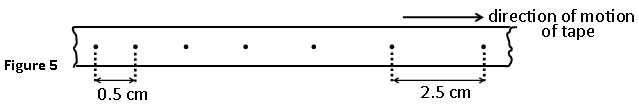 direction of motion
of tape
Figure 5
0.5 cm
2.5 cm